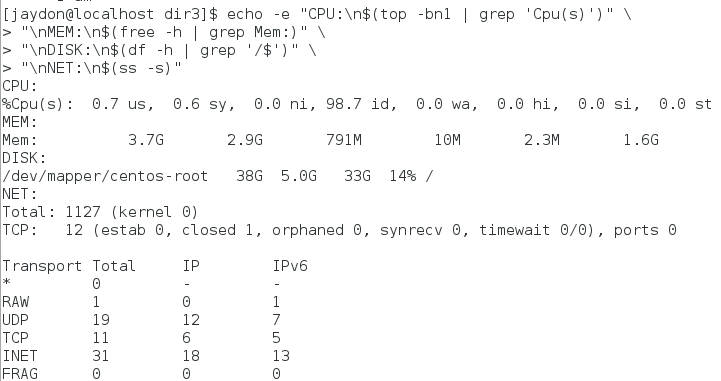 [jaydon@localhost dir3]$ echo -e "CPU:\n$(top -bn1 | grep 'Cpu(s)')" \
> "\nMEM:\n$(free -h | grep Mem:)" \
> "\nDISK:\n$(df -h | grep '/$')" \
> "\nNET:\n$(ss -s)"
CPU:
%Cpu(s):  0.7 us,  0.6 sy,  0.0 ni, 98.7 id,  0.0 wa,  0.0 hi,  0.0 si,  0.0 st
MEM:
Mem:          3.7G       2.9G       791M        10M       2.3M       1.6G
DISK:
/dev/mapper/centos-root   38G  5.0G   33G  14% /
NET:
Total: 1127 (kernel 0)
TCP:   12 (estab 0, closed 1, orphaned 0, synrecv 0, timewait 0/0), ports 0

Transport Total     IP        IPv6
*         0         -         -
RAW       1         0         1
UDP       19        12        7
TCP       11        6         5
INET      31        18        13
FRAG      0         0         0